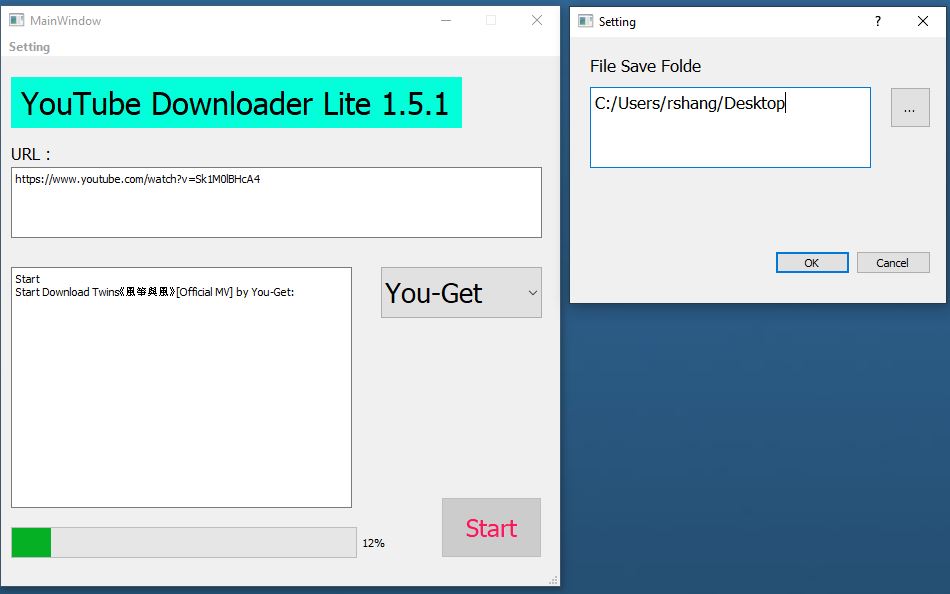 MainWindow
Setting
YouTube Downloader Lite 1.5.1
URL :
https://www.youtube.com/watch?v=Sk1M0lBHcA4
Start
Start Download Twins《風箏與風》[Official MV] by You-Get:
You-Get
Start
12%
Setting
?
File Save Folde
C:/Users/rshang/Desktop
...
OK
Cancel